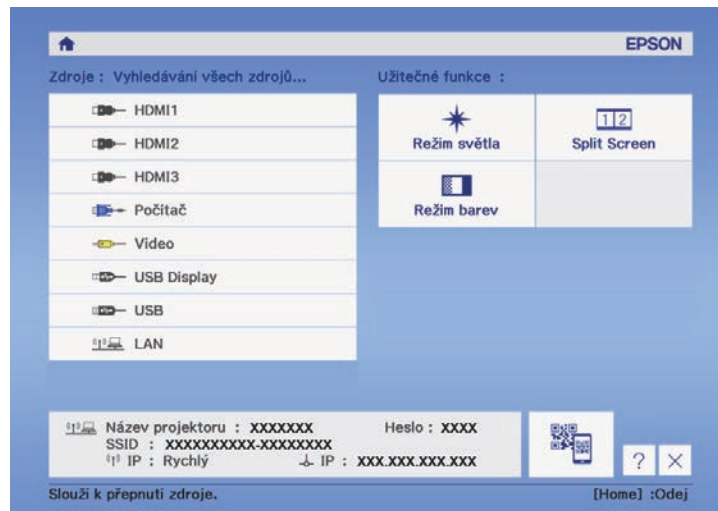 EPSON
Zdroje : Vyhledávání všech zdrojů...
HDMI1
HDMI2
HDMI3
Počítač
Video
USB Display
USB
LAN
Užitečné funkce :
Režim světla
1 2
Split Screen
Režim barev
Název projektoru : XXXXXXX Heslo : XXXX
SSID : XXXXXXXXXX-XXXXXXXX
IP : Rychlý IP : XXX.XXX.XXX.XXX
? ×
Slouží k přepnutí zdroje. [Home] :Odej